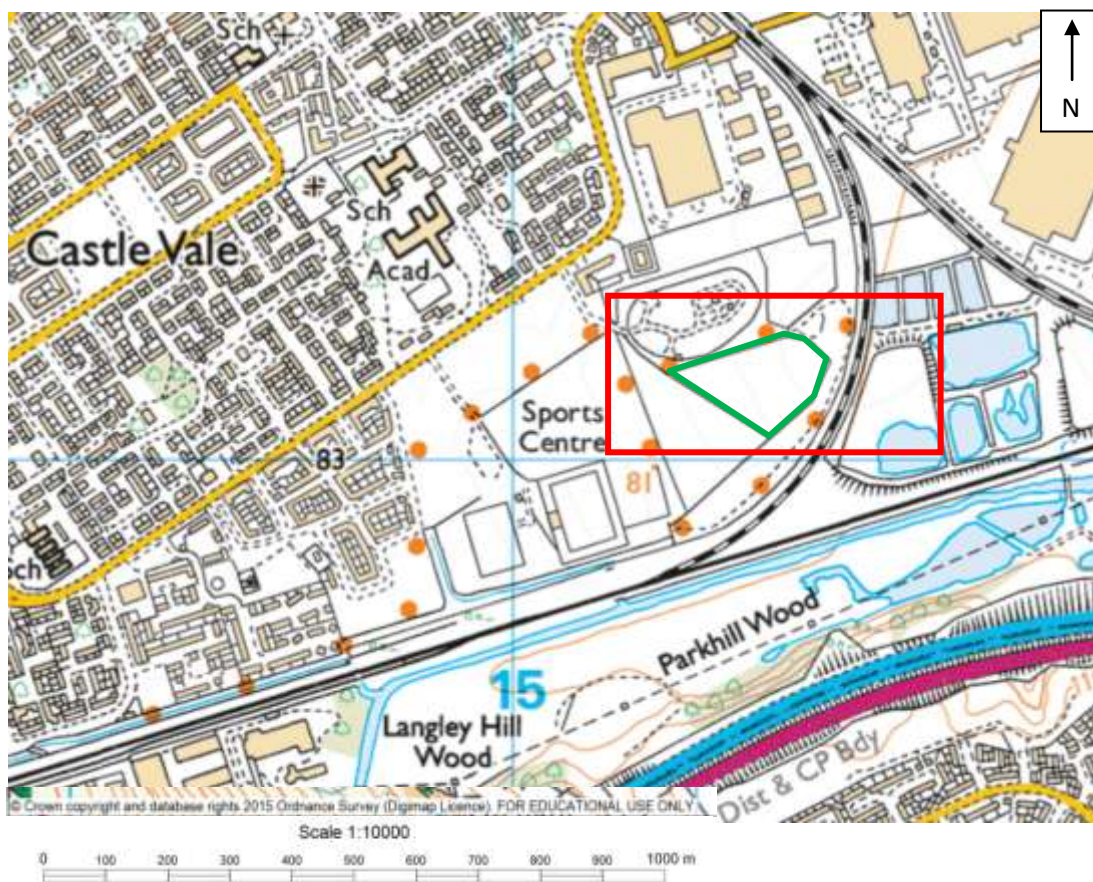 Sch
N
Castle Vale
Sch
Acad
Sports
Centre
83
81
ch
15
Parkhill Wood
Langley Hill
Wood
Dist & CP Bdy
© Crown copyright and database rights 2015 Ordnance Survey (Digimap Licence). FOR EDUCATIONAL USE ONLY
Scale 1:10000
0 100 200 300 400 500 600 700 800 900 1000 m